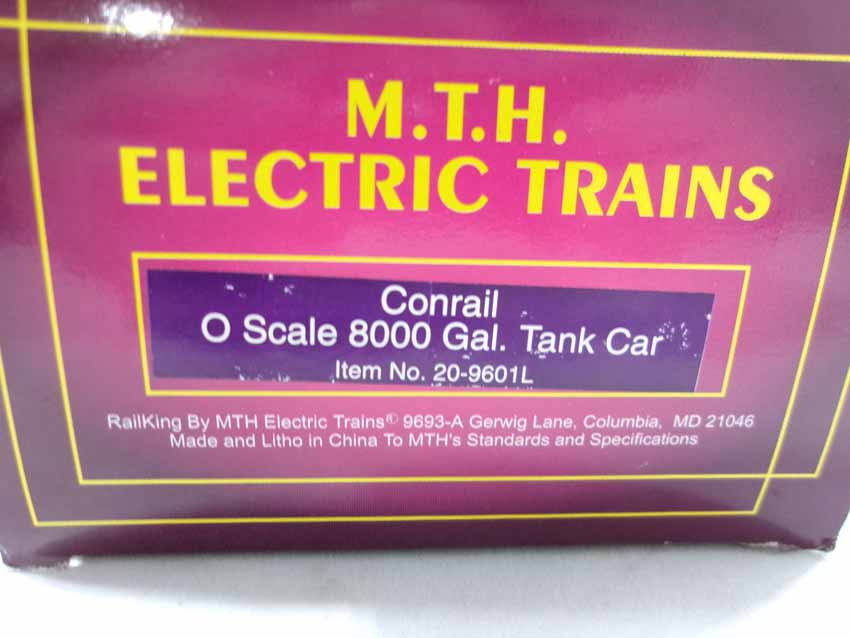 M.T.H.
ELECTRIC TRAINS
Conrail
O Scale 8000 Gal. Tank Car
Item No. 20-9601L
RailKing By MTH Electric Trains® 9693-A Gerwig Lane, Columbia, MD 21046
Made and Litho in China To MTH's Standards and Specifications